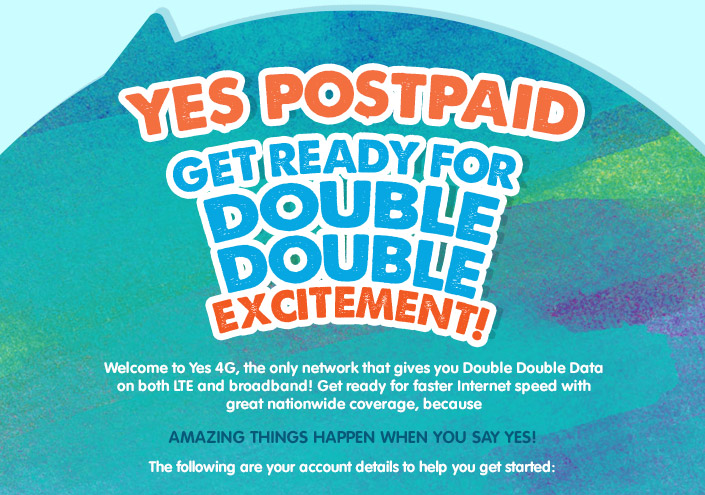 YES POSTPAID
GET READY FOR
DOUBLE
DOUBLE
EXCITEMENT!
Welcome to Yes 4G, the only network that gives you Double Double Data
on both LTE and broadband! Get ready for faster Internet speed with
great nationwide coverage, because
AMAZING THINGS HAPPEN WHEN YOU SAY YES!
The following are your account details to help you get started: